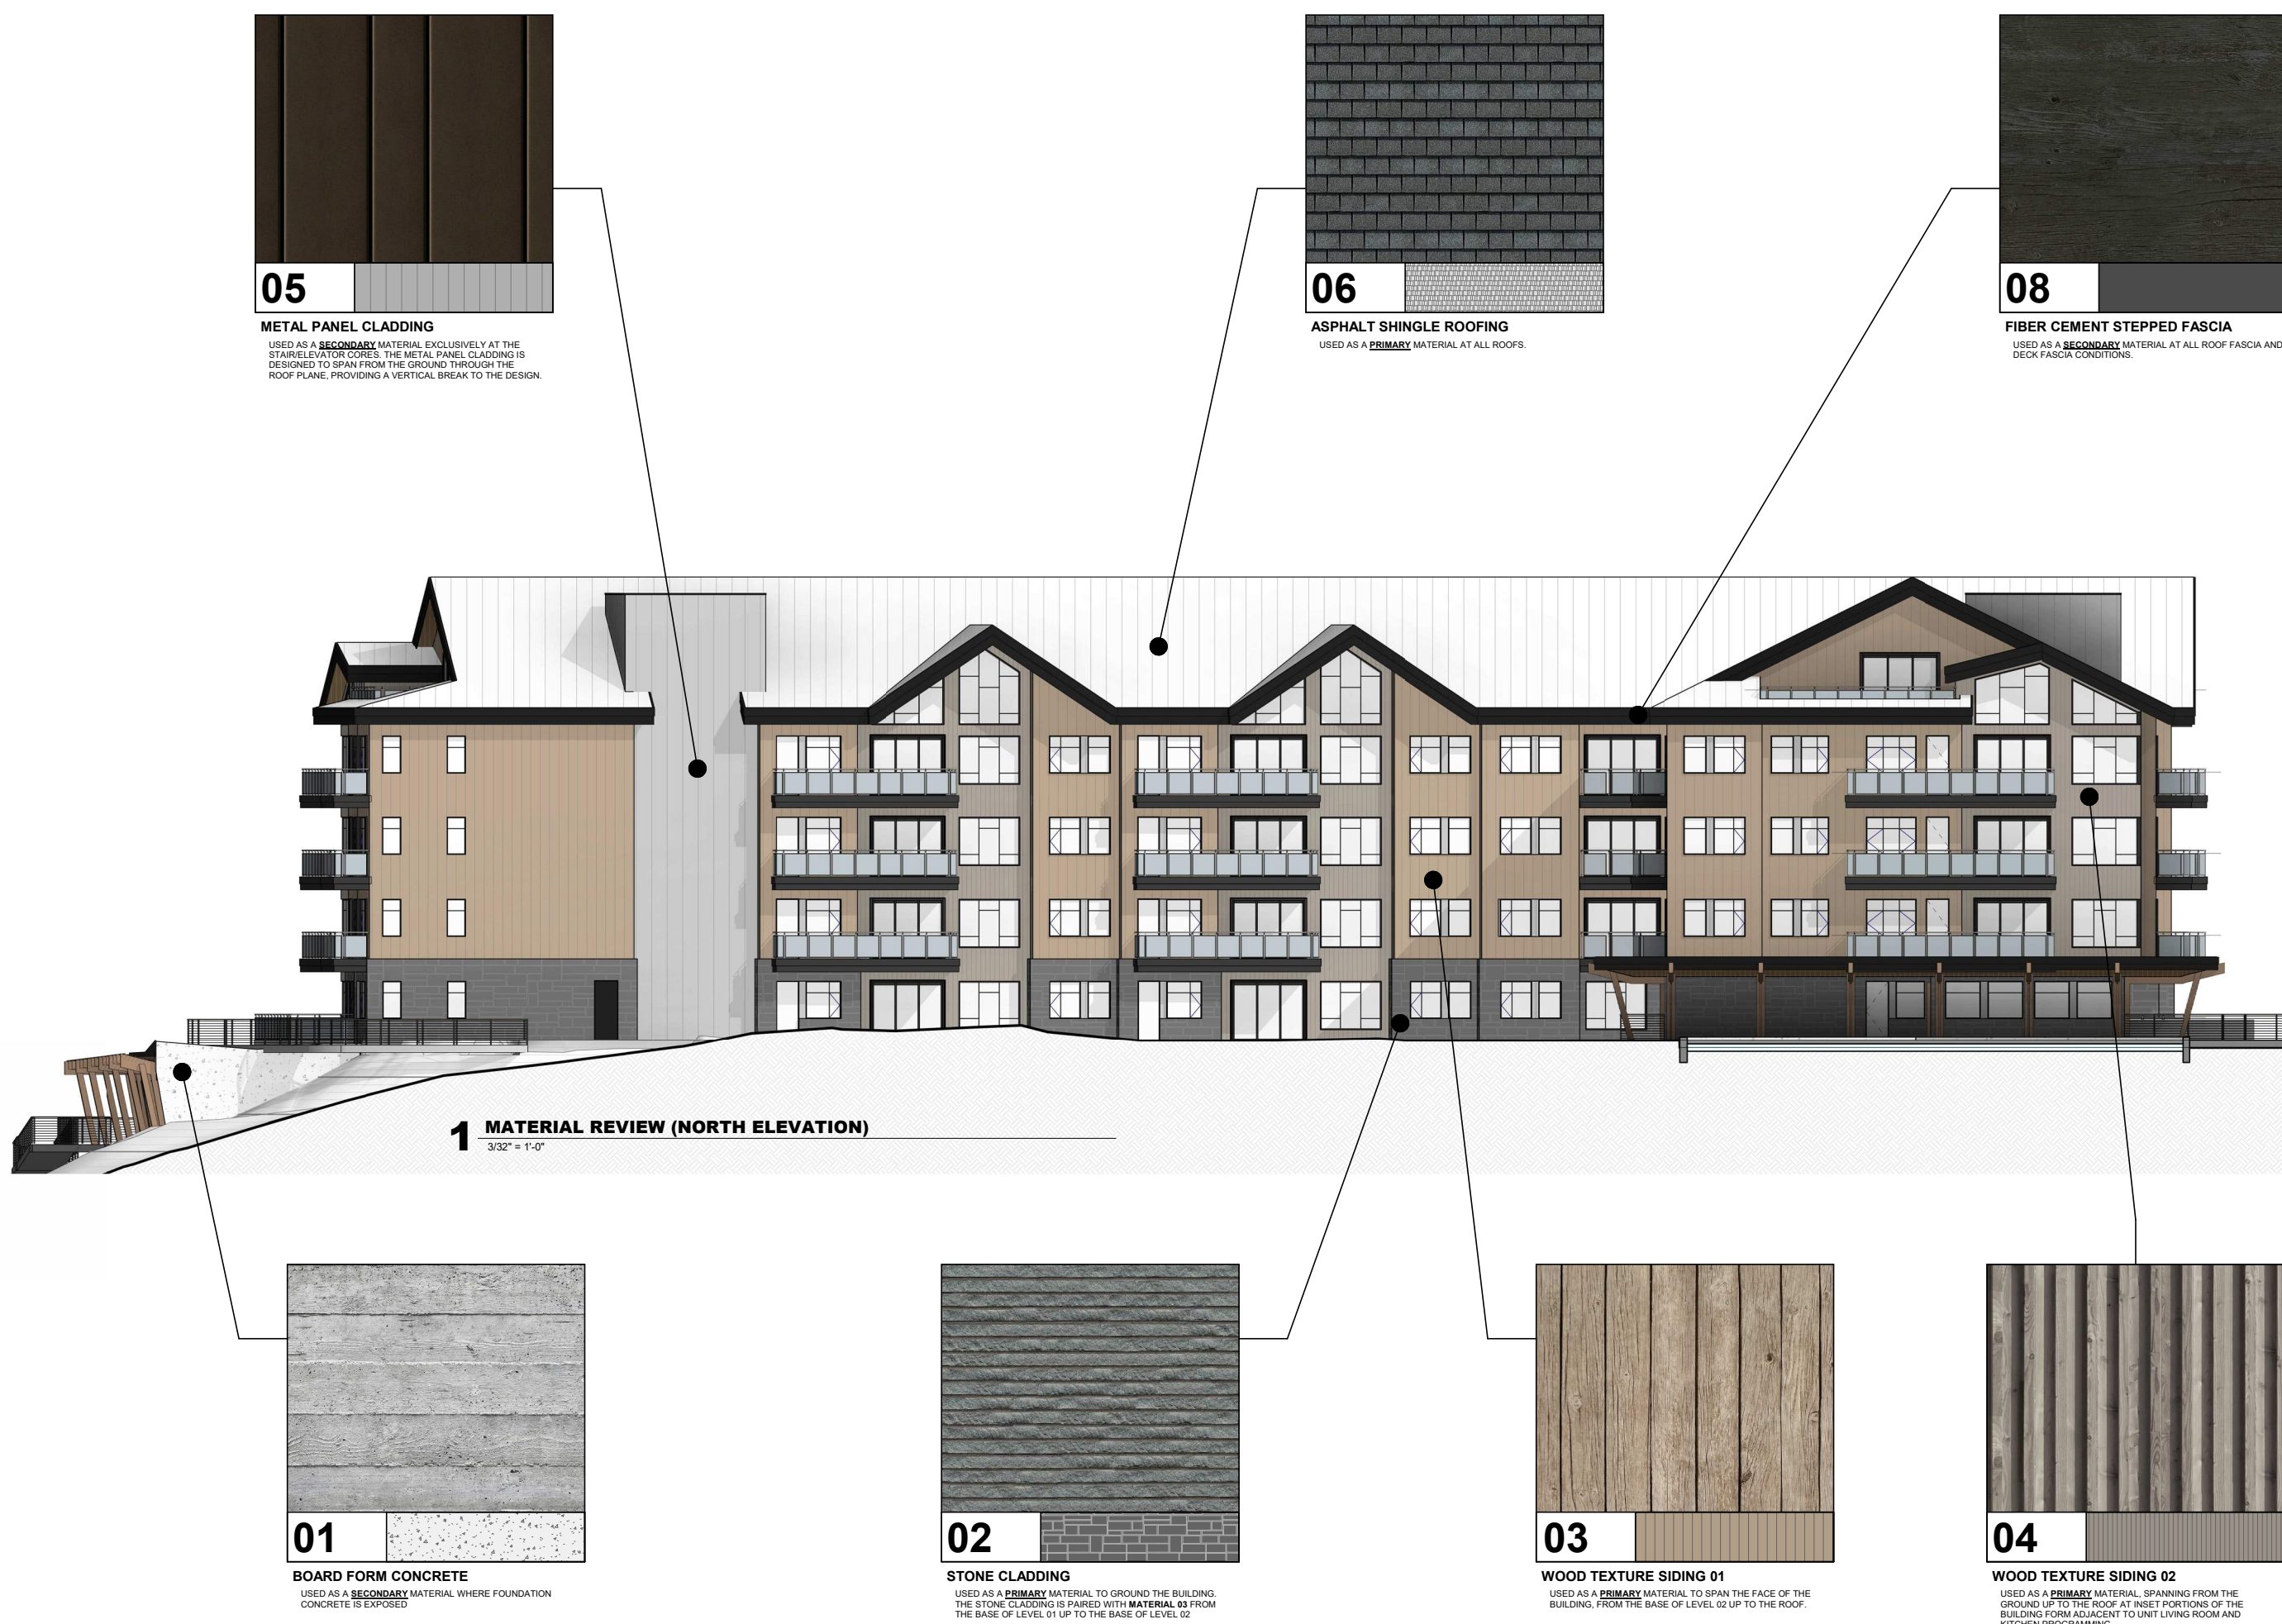 05
METAL PANEL CLADDING
USED AS A SECONDARY MATERIAL EXCLUSIVELY AT THE
STAIR/ELEVATOR CORES. THE METAL PANEL CLADDING IS
DESIGNED TO SPAN FROM THE GROUND THROUGH THE
ROOF PLANE, PROVIDING A VERTICAL BREAK TO THE DESIGN.
06
ASPHALT SHINGLE ROOFING
USED AS A PRIMARY MATERIAL AT ALL ROOFS.
08
FIBER CEMENT STEPPED FASCIA
USED AS A SECONDARY MATERIAL AT ALL ROOF FASCIA AND
DECK FASCIA CONDITIONS.
1 MATERIAL REVIEW (NORTH ELEVATION)
3/32" = 1'-0"
01
BOARD FORM CONCRETE
USED AS A SECONDARY MATERIAL WHERE FOUNDATION
CONCRETE IS EXPOSED
02
STONE CLADDING
USED AS A PRIMARY MATERIAL TO GROUND THE BUILDING.
THE STONE CLADDING IS PAIRED WITH MATERIAL 03 FROM
THE BASE OF LEVEL 01 UP TO THE BASE OF LEVEL 02
03
WOOD TEXTURE SIDING 01
USED AS A PRIMARY MATERIAL TO SPAN THE FACE OF THE
BUILDING, FROM THE BASE OF LEVEL 02 UP TO THE ROOF.
04
WOOD TEXTURE SIDING 02
USED AS A PRIMARY MATERIAL, SPANNING FROM THE
GROUND UP TO THE ROOF AT INSET PORTIONS OF THE
BUILDING FORM ADJACENT TO UNIT LIVING ROOM AND
KITCHEN PROGRAMMING